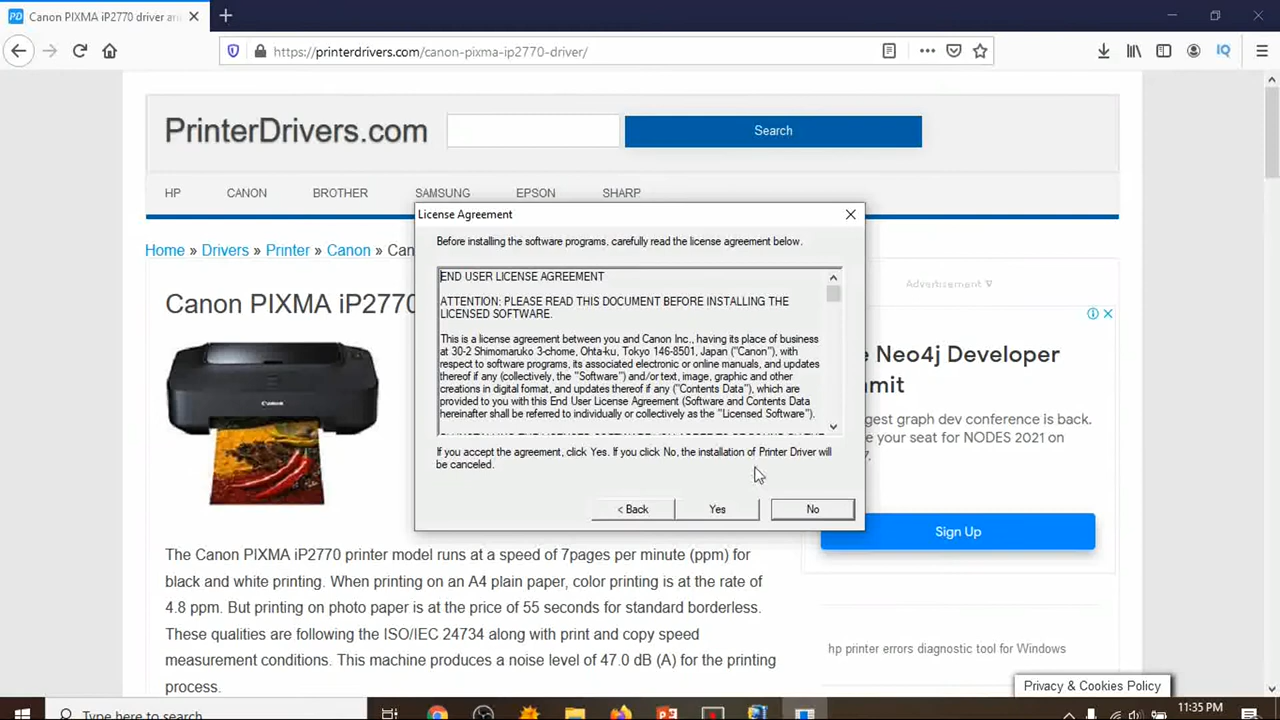 Canon PIXMA iP2770 driver an
https://printerdrivers.com/canon-pixma-ip2770-driver/
PrinterDrivers.com
Search
HP CANON BROTHER SAMSUNG EPSON SHARP
Home » Drivers » Printer » Canon » Can
Canon PIXMA iP2770
Canon
License Agreement
Before installing the software programs, carefully read the license agreement below.
END USER LICENSE AGREEMENT
ATTENTION: PLEASE READ THIS DOCUMENT BEFORE INSTALLING THE
LICENSED SOFTWARE.
This is a license agreement between you and Canon Inc., having its place of business
at 30-2 Shimomaruko 3-chome, Ohta-ku, Tokyo 146-8501, Japan ("Canon"), with
respect to software programs, its associated electronic or online manuals, and updates
thereof if any (collectively, the "Software") and/or text, image, graphic and other
creations in digital format, and updates thereof if any ("Contents Data"), which are
provided to you with this End User License Agreement (Software and Contents Data
hereinafter shall be referred to individually or collectively as the "Licensed Software").
If you accept the agreement, click Yes. If you click No, the installation of Printer Driver will
be canceled.
< Back Yes No
Advertisement
e Neo4j Developer
mit
gest graph dev conference is back.
e your seat for NODES 2021 on
Sign Up
The Canon PIXMA iP2770 printer model runs at a speed of 7pages per minute (ppm) for
black and white printing. When printing on an A4 plain paper, color printing is at the rate of
4.8 ppm. But printing on photo paper is at the price of 55 seconds for standard borderless.
These qualities are following the ISO/IEC 24734 along with print and copy speed
measurement conditions. This machine produces a noise level of 47.0 dB (A) for the printing
process.
hp printer errors diagnostic tool for Windows
Privacy & Cookies Policy
Type here to search
11:35 PM